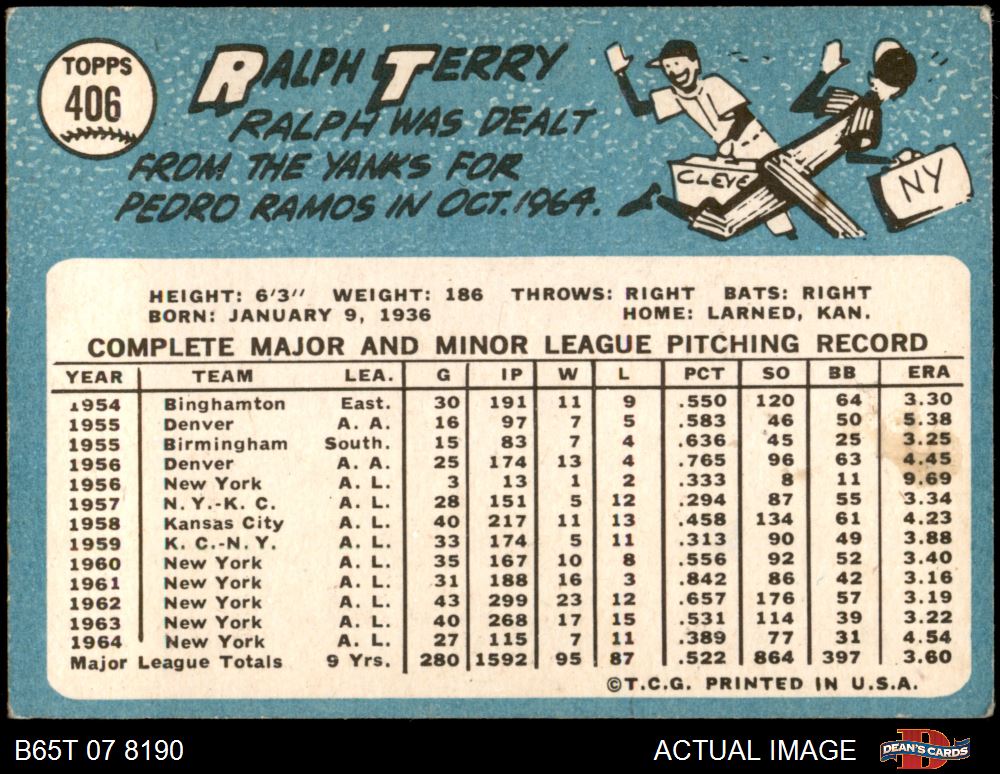 TOPPS
406
RALPH TERRY
RALPH WAS DEALT
FROM THE YANKS FOR
PEDRO RAMOS IN OCT. 1964.
CLEVE
NY
HEIGHT: 6'3" WEIGHT: 186 THROWS: RIGHT BATS: RIGHT
BORN: JANUARY 9, 1936 HOME: LARNED, KAN.
COMPLETE MAJOR AND MINOR LEAGUE PITCHING RECORD
YEAR TEAM LEA. G IP W L PCT SO BB ERA
1954 Binghamton East. 30 191 11 9 .550 120 64 3.30
1955 Denver A. A. 16 97 7 5 .583 46 50 5.38
1955 Birmingham South. 15 83 7 4 .636 45 25 3.25
1956 Denver A. A. 25 174 13 4 .765 96 63 4.45
1956 New York A. L. 3 13 1 2 .333 8 11 9.69
1957 N. Y.-K. C. A. L. 28 151 5 12 .294 87 55 3.34
1958 Kansas City A. L. 40 217 11 13 .458 134 61 4.23
1959 K. C.-N. Y. A. L. 33 174 5 11 .313 90 49 3.88
1960 New York A. L. 35 167 10 8 .556 92 52 3.40
1961 New York A. L. 31 188 16 3 .842 86 42 3.16
1962 New York A. L. 43 299 23 12 .657 176 57 3.19
1963 New York A. L. 40 268 17 15 .531 114 39 3.22
1964 New York A. L. 27 115 7 11 .389 77 31 4.54
Major League Totals 9 Yrs. 280 1592 95 87 .522 864 397 3.60
©T.C.G. PRINTED IN U.S.A.
B65T 07 8190 ACTUAL IMAGE DEAN'S CARDS